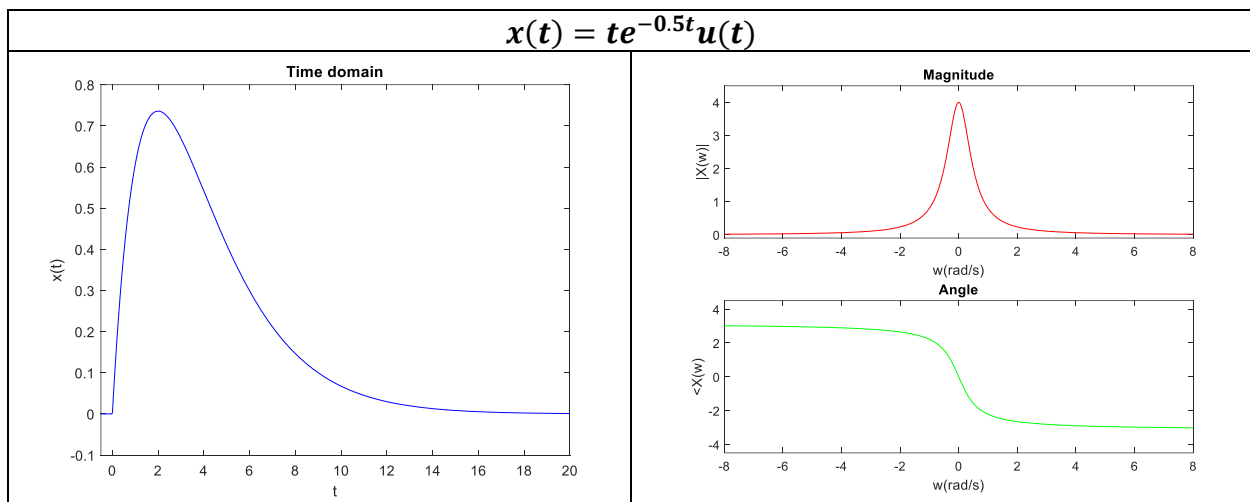 x(t) = te^{-0.5t}u(t)
Time domain
0.8
0.7
0.6
0.5
0.4
0.3
0.2
0.1
0
-0.1
x(t)
0 2 4 6 8 10 12 14 16 18 20
t
Magnitude
4
3
2
1
0
|X(w)|
-8 -6 -4 -2 0 2 4 6 8
w(rad/s)
Angle
4
2
0
-2
-4
<X(w)
-8 -6 -4 -2 0 2 4 6 8
w(rad/s)